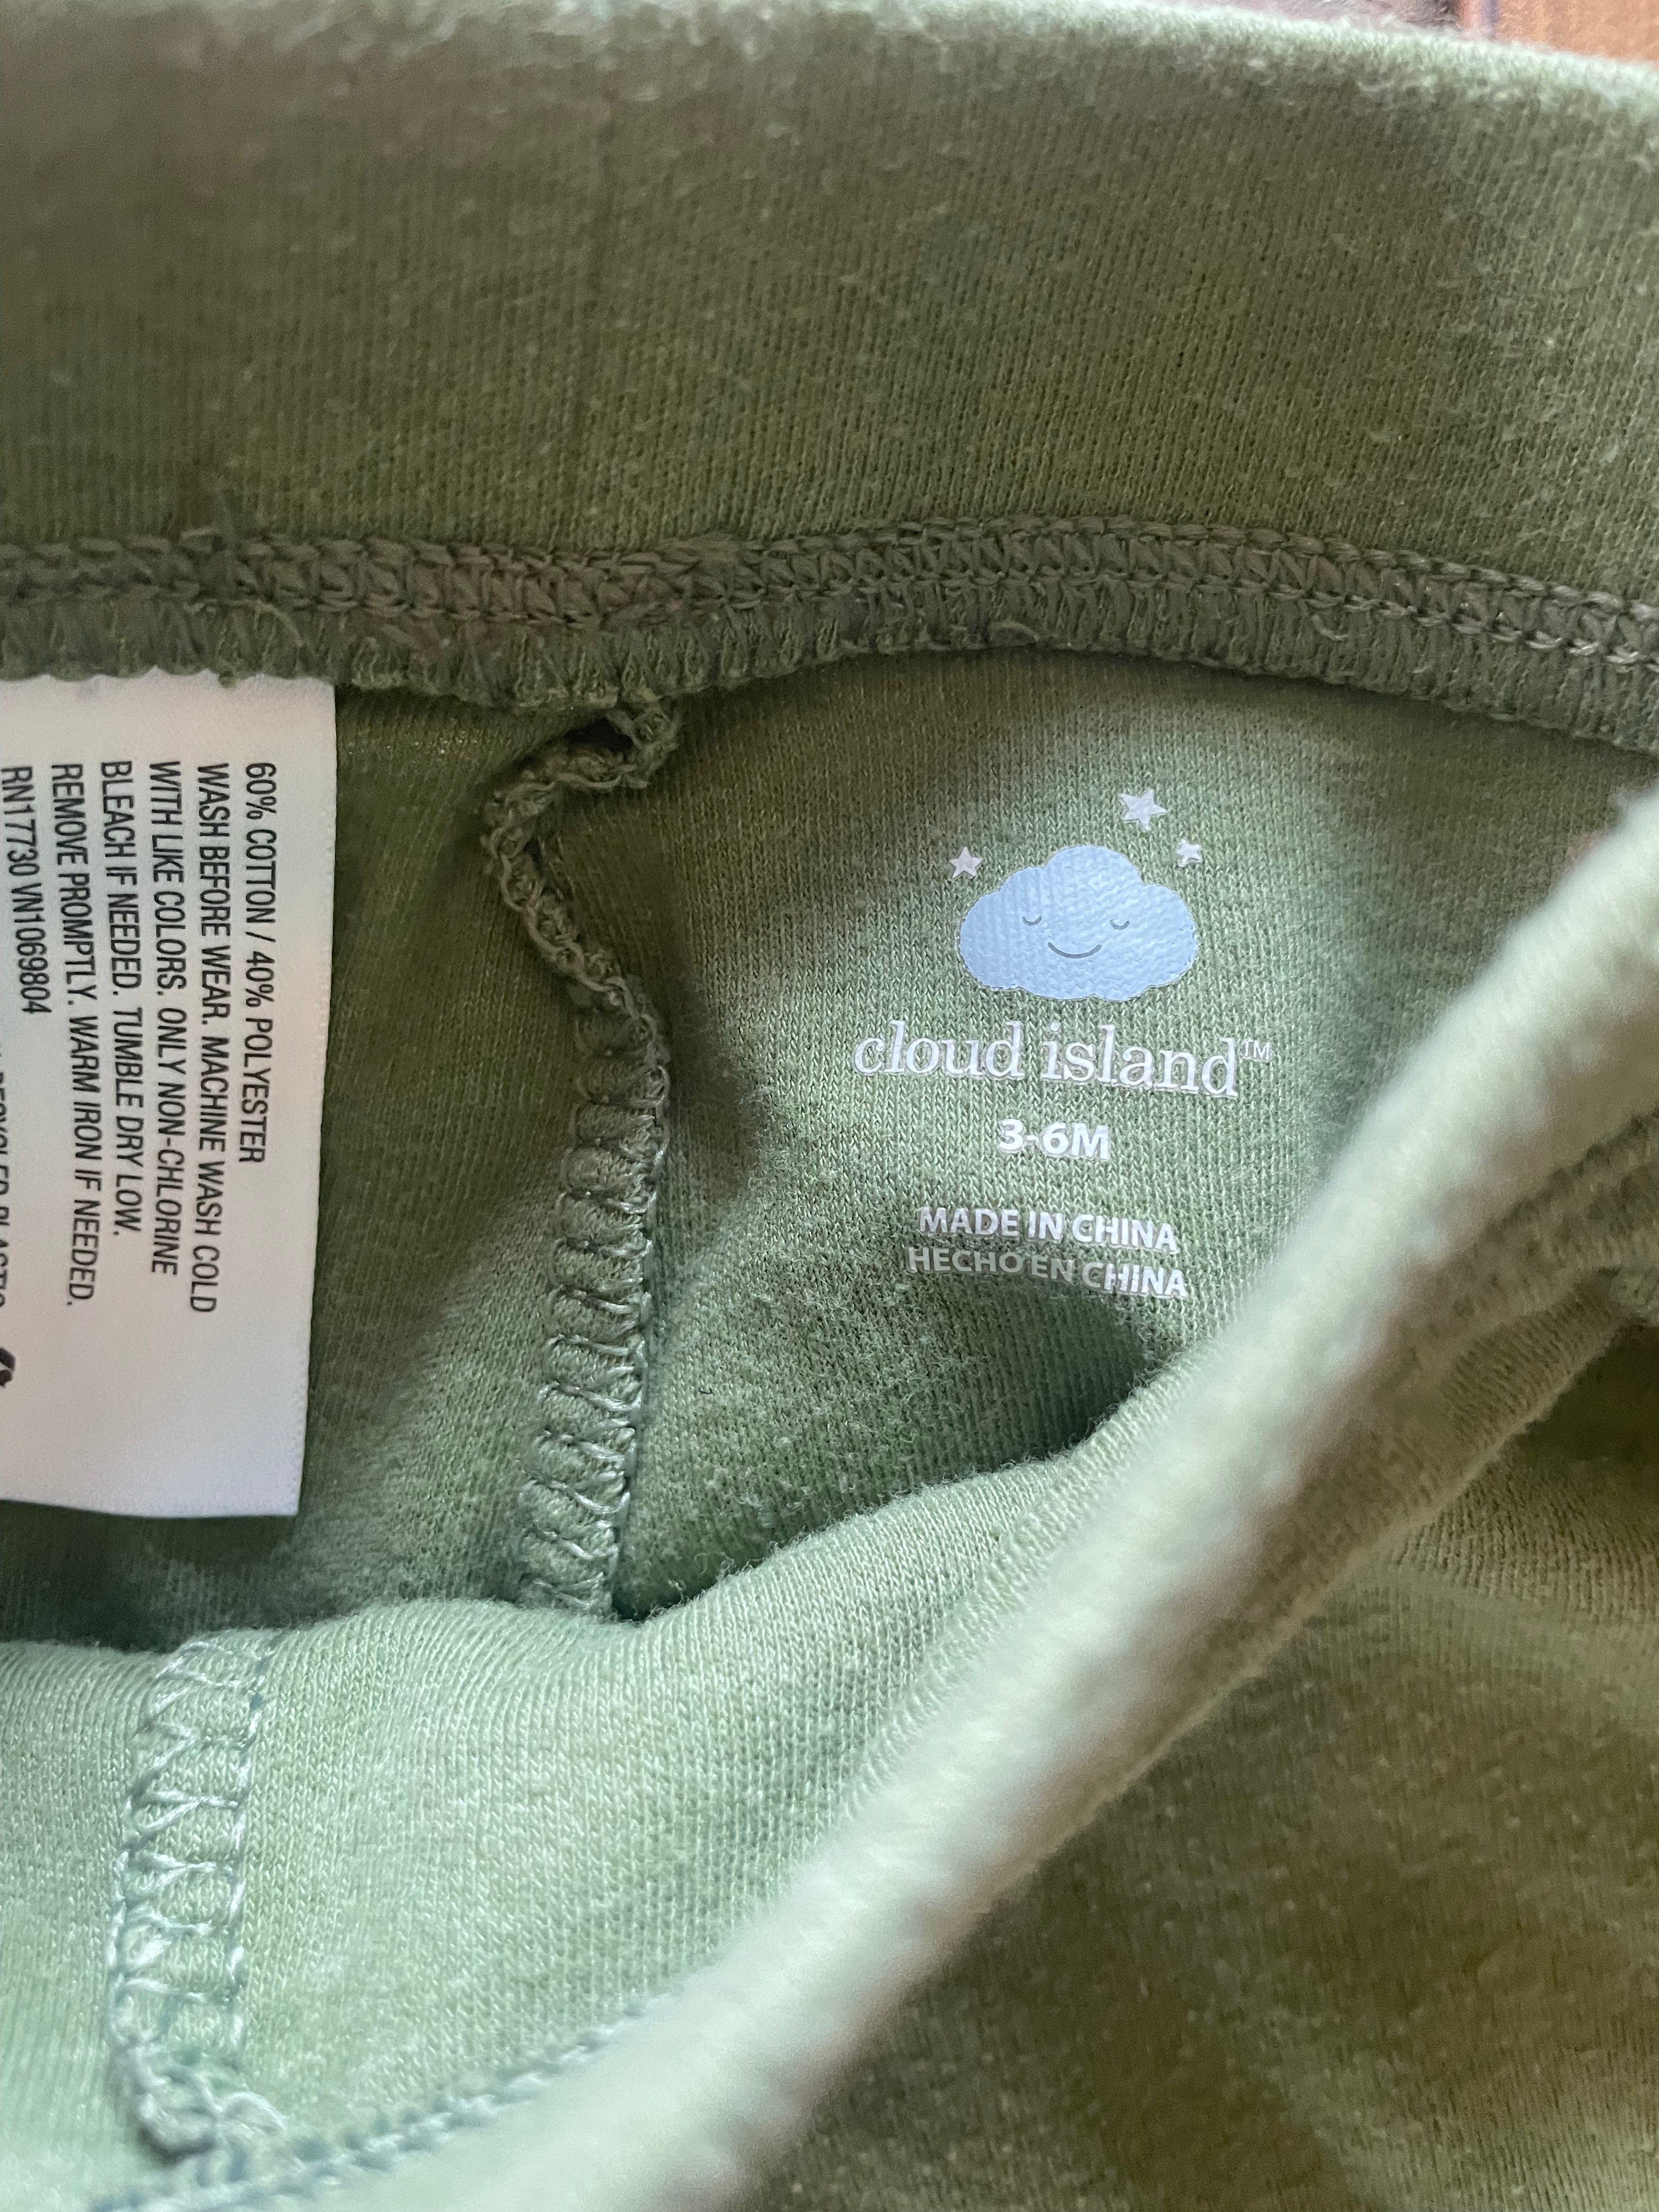 60% COTTON / 40% POLYESTER
WASH BEFORE WEAR. MACHINE WASH COLD
WITH LIKE COLORS. ONLY NON-CHLORINE
BLEACH IF NEEDED. TUMBLE DRY LOW.
REMOVE PROMPTLY. WARM IRON IF NEEDED.
RN17730 VN1069804
cloud island™
3-6M
MADE IN CHINA
HECHO EN CHINA